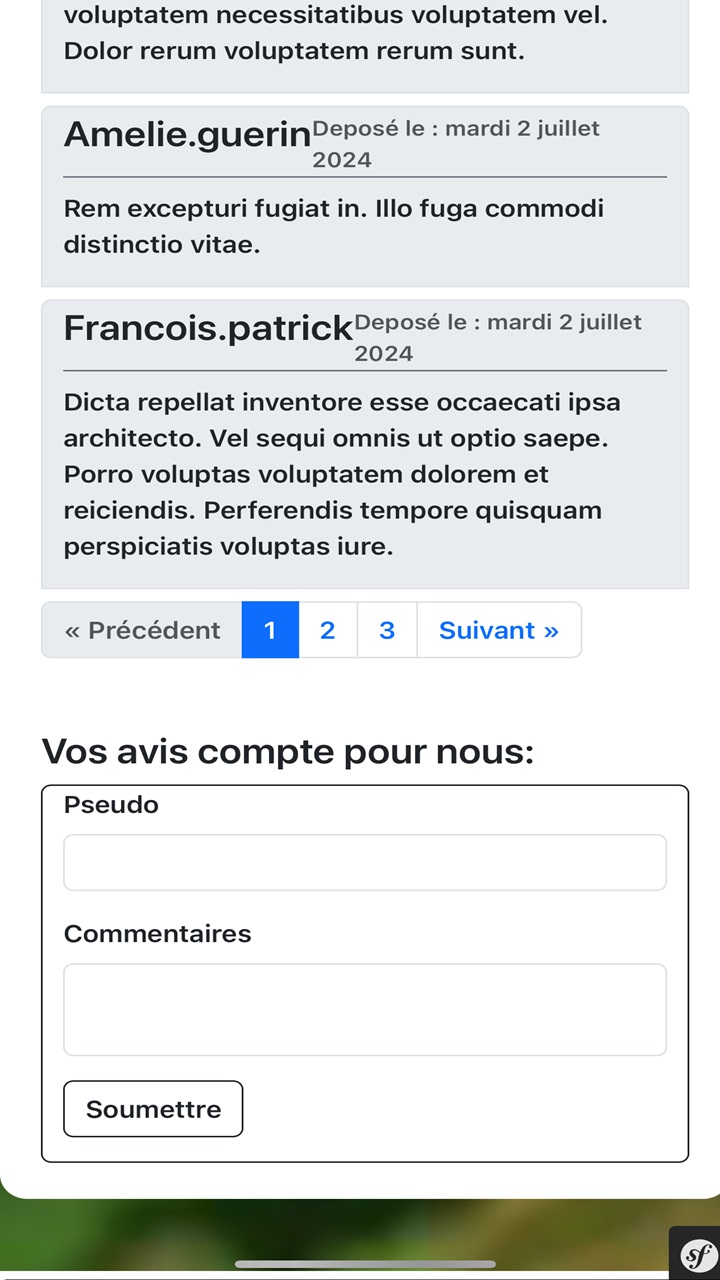 voluptatem necessitatibus voluptatem vel.
Dolor rerum voluptatem rerum sunt.
Amelie.guerin Deposé le : mardi 2 juillet
2024
Rem excepturi fugiat in. Illo fuga commodi
distinctio vitae.
Francois.patrick Deposé le : mardi 2 juillet
2024
Dicta repellat inventore esse occaecati ipsa
architecto. Vel sequi omnis ut optio saepe.
Porro voluptas voluptatem dolorem et
reiciendis. Perferendis tempore quisquam
perspiciatis voluptas iure.
« Précédent 1 2 3 Suivant »
Vos avis compte pour nous:
Pseudo
Commentaires
Soumettre
sf